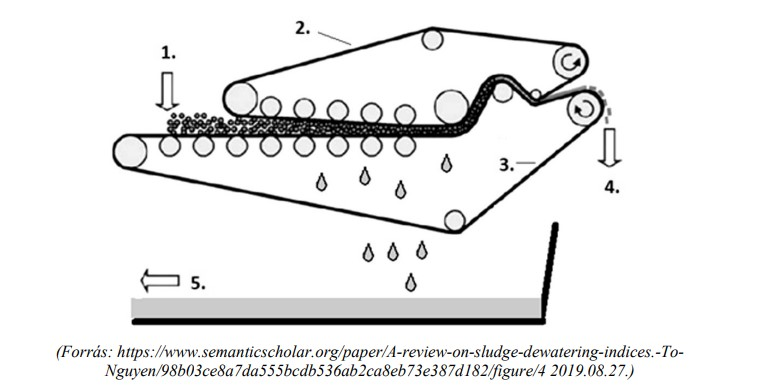 2.
1.
3.
4.
5.
(Forrás: https://www.semanticscholar.org/paper/A-review-on-sludge-dewatering-indices.-To-
Nguyen/98b03ce8a7da555bcdb536ab2ca8eb73e387d182/figure/4 2019.08.27.)